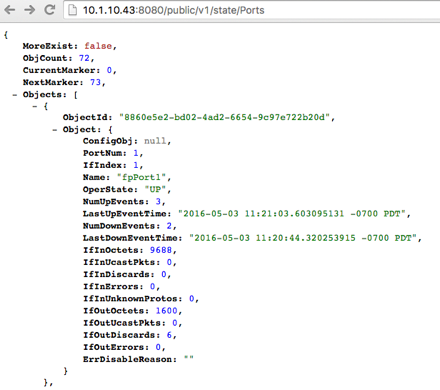 10.1.10.43:8080/public/v1/state/Ports
{
MoreExist: false,
ObjCount: 72,
CurrentMarker: 0,
NextMarker: 73,
- Objects: [
- {
ObjectId: "8860e5e2-bd02-4ad2-6654-9c97e722b20d",
- Object: {
ConfigObj: null,
PortNum: 1,
IfIndex: 1,
Name: "fpPort1",
OperState: "UP",
NumUpEvents: 3,
LastUpEventTime: "2016-05-03 11:21:03.603095131 -0700 PDT",
NumDownEvents: 2,
LastDownEventTime: "2016-05-03 11:20:44.320253915 -0700 PDT",
IfInOctets: 9688,
IfInUcastPkts: 0,
IfInDiscards: 0,
IfInErrors: 0,
IfInUnknownProtos: 0,
IfOutOctets: 1600,
IfOutUcastPkts: 0,
IfOutDiscards: 6,
IfOutErrors: 0,
ErrDisableReason: ""
}
},